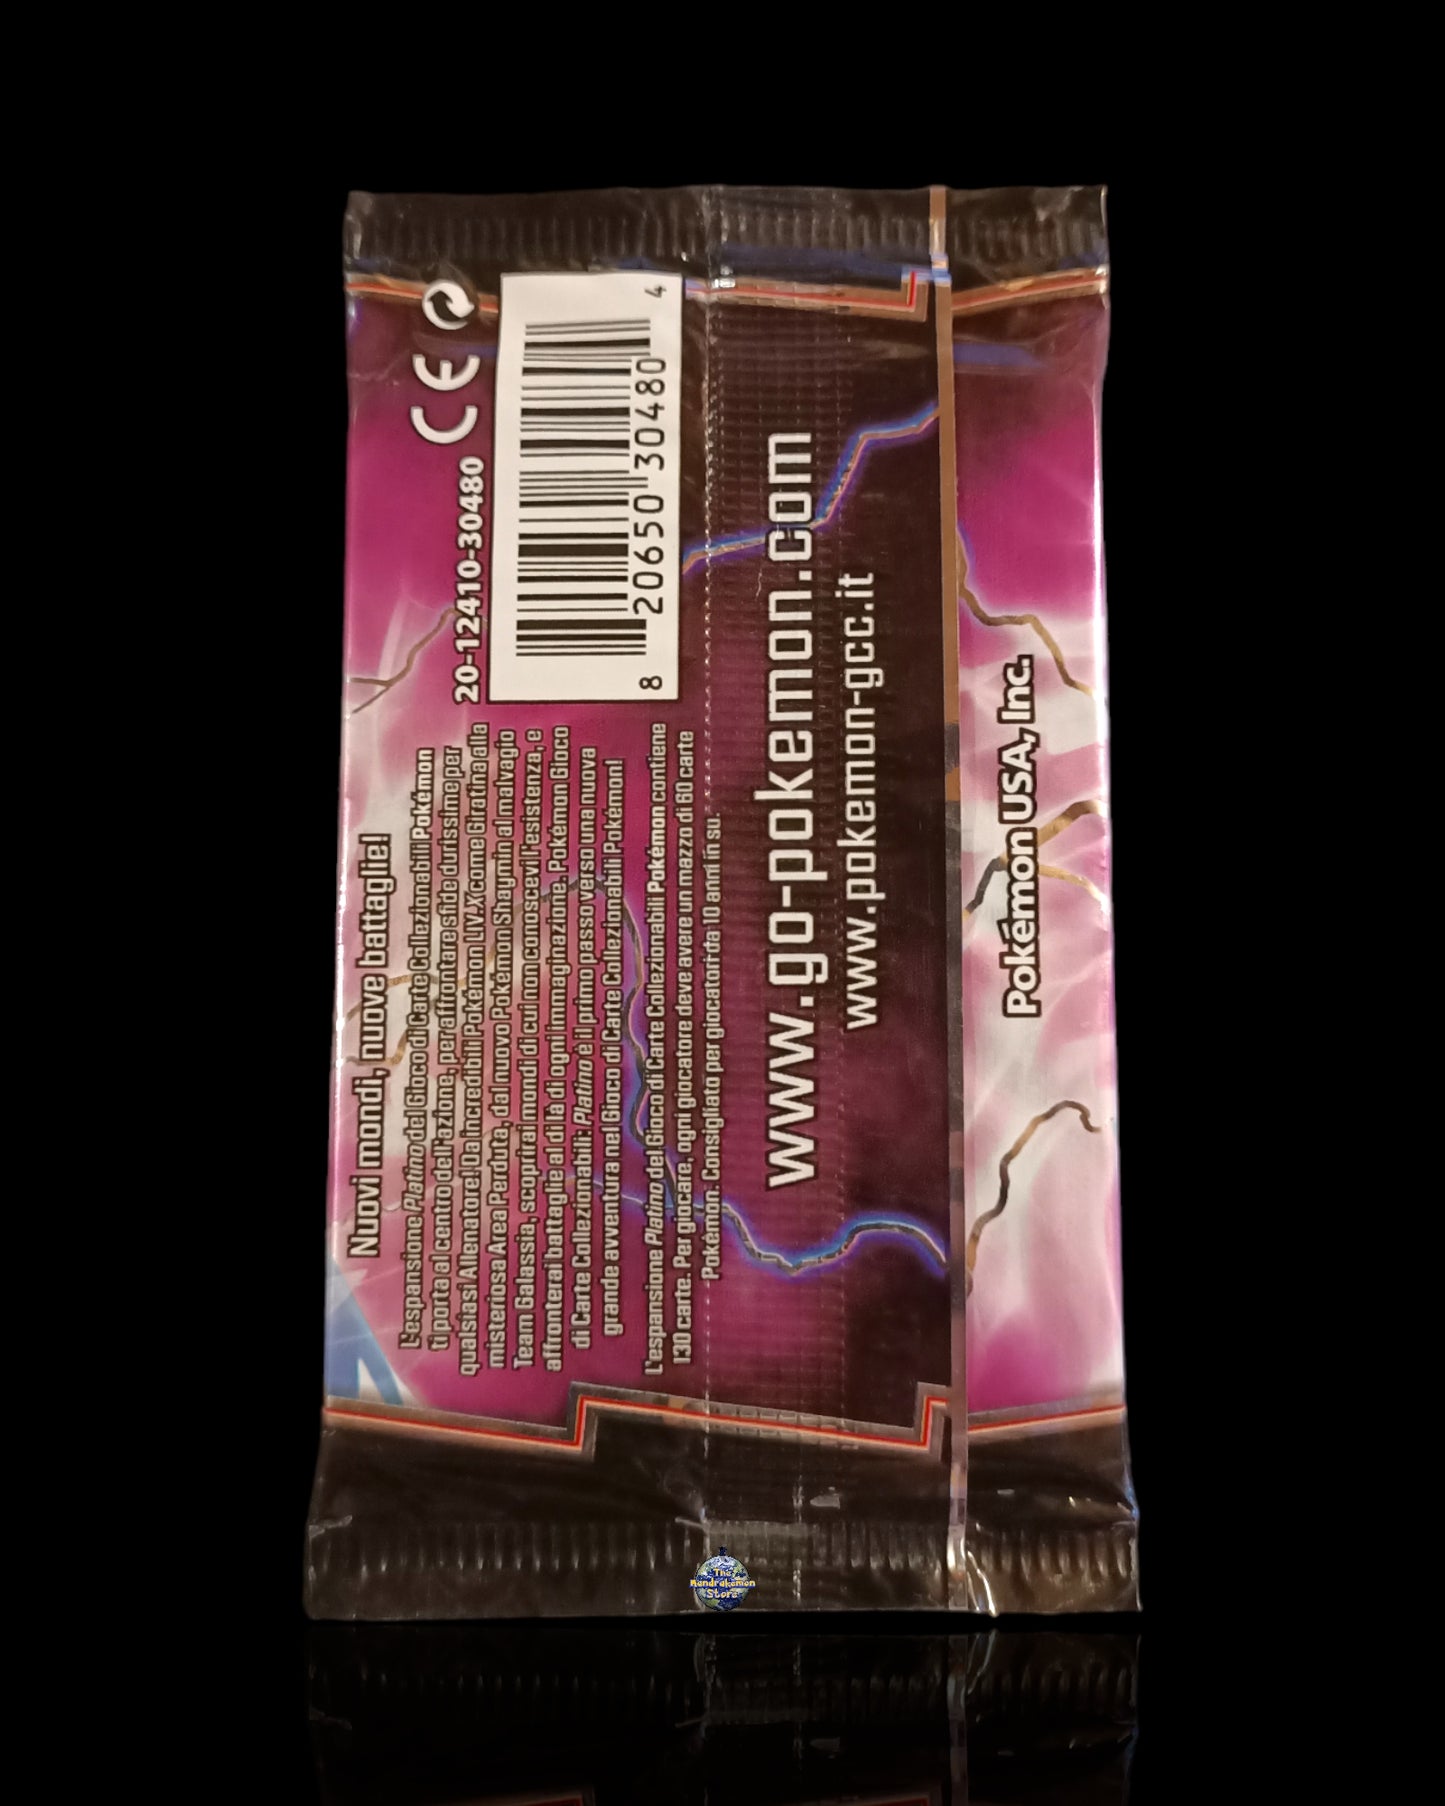 Nuovi mondi, nuove battaglie!
L'espansione Platino del Gioco di Carte Collezionabili Pokémon
ti porta al centro dell'azione, per affrontare sfide durissime per
qualsiasi Allenatore! Da incredibili Pokémon LIV.X come Giratina alla
misteriosa Area Perduta, dal nuovo Pokémon Shaymin al malvagio
Team Galassia, scoprirai mondi di cui non conoscevi l'esistenza, e
affronterai battaglie al di là di ogni immaginazione. Pokémon Gioco
di Carte Collezionabili: Platino è il primo passo verso una nuova
grande avventura nel Gioco di Carte Collezionabili Pokémon!
L'espansione Platino del Gioco di Carte Collezionabili Pokémon contiene
130 carte. Per giocare, ogni giocatore deve avere un mazzo di 60 carte
Pokémon. Consigliato per giocatori da 10 anni in su.
20-12410-30480
CE
8 20650 30480 4
www.go-pokemon.com
www.pokemon-gcc.it
Pokémon USA, Inc.
The
Mandrakemon
Store